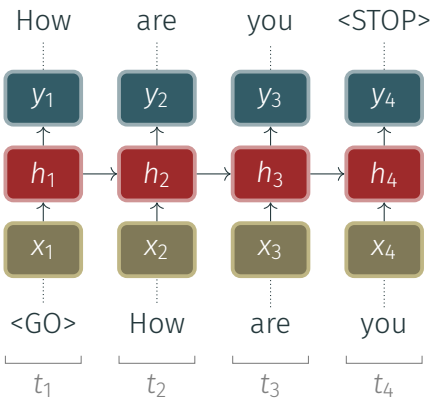 How are you <STOP>
y1 y2 y3 y4
h1 h2 h3 h4
x1 x2 x3 x4
<GO> How are you
t1 t2 t3 t4